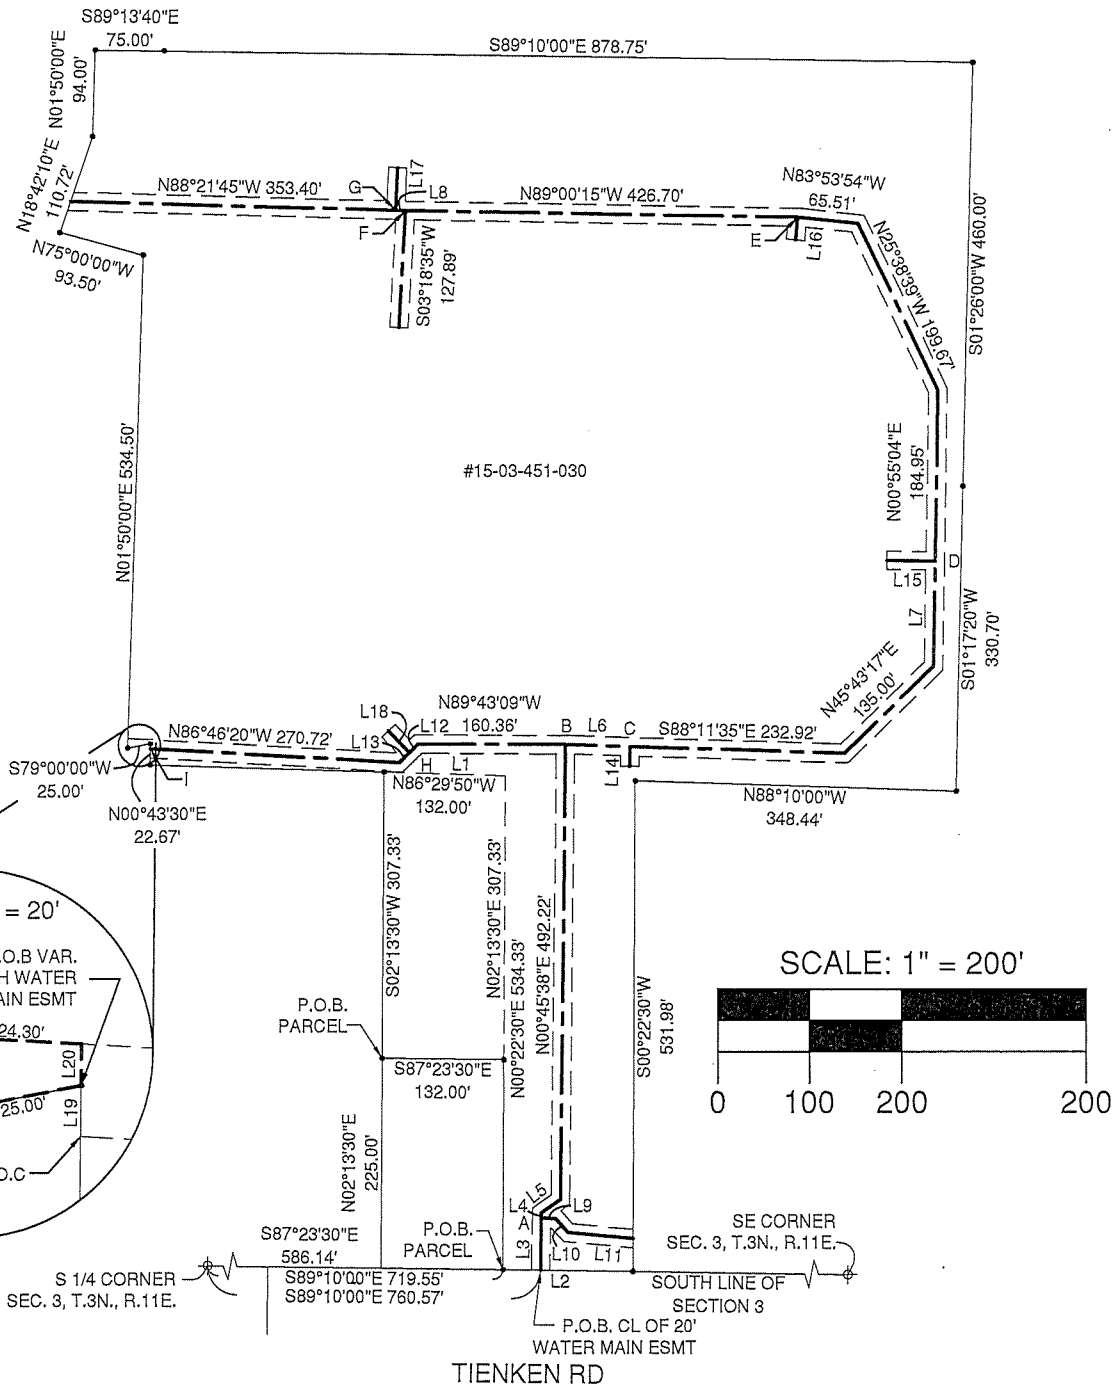 S89°13'40"E
75.00'
S89°10'00"E 878.75'
N01°50'00"E
94.00'
N18°42'10"E
110.72'
N88°21'45"W 353.40'
G
L17
L8
F
N89°00'15"W 426.70'
N83°53'54"W
65.51'
E
L16
N75°00'00"W
93.50'
S03°18'35"W
127.89'
N25°38'39"W 199.67'
S01°26'00"W 460.00'
N01°50'00"E 534.50'
#15-03-451-030
N00°55'04"E
184.95'
D
L15
L7
S01°17'20"W
330.70'
N45°43'17"E
135.00'
L18
L12
L13
N89°43'09"W
160.36'
B
L6
C
S88°11'35"E 232.92'
N86°46'20"W 270.72'
H
L1
L14
S79°00'00"W
25.00'
I
N86°29'50"W
132.00'
N88°10'00"W
348.44'
N00°43'30"E
22.67'
S02°13'30"W 307.33'
N02°13'30"E 307.33'
N00°22'30"E 534.33'
N00°45'38"E 492.22'
S00°22'30"W
531.98'
= 20'
.O.B VAR.
H WATER
AIN ESMT
24.30'
L20
25.00'
L19
O.C
SCALE: 1" = 200'
0
100
200
200
P.O.B.
PARCEL
S87°23'30"E
132.00'
N02°13'30"E
225.00'
L5
L4
L9
A
L3
L10
L11
L2
S87°23'30"E
586.14'
P.O.B.
PARCEL
SE CORNER
SEC. 3, T.3N., R.11E.
S 1/4 CORNER
SEC. 3, T.3N., R.11E.
S89°10'00"E 719.55'
S89°10'00"E 760.57'
SOUTH LINE OF
SECTION 3
P.O.B. CL OF 20'
WATER MAIN ESMT
TIENKEN RD